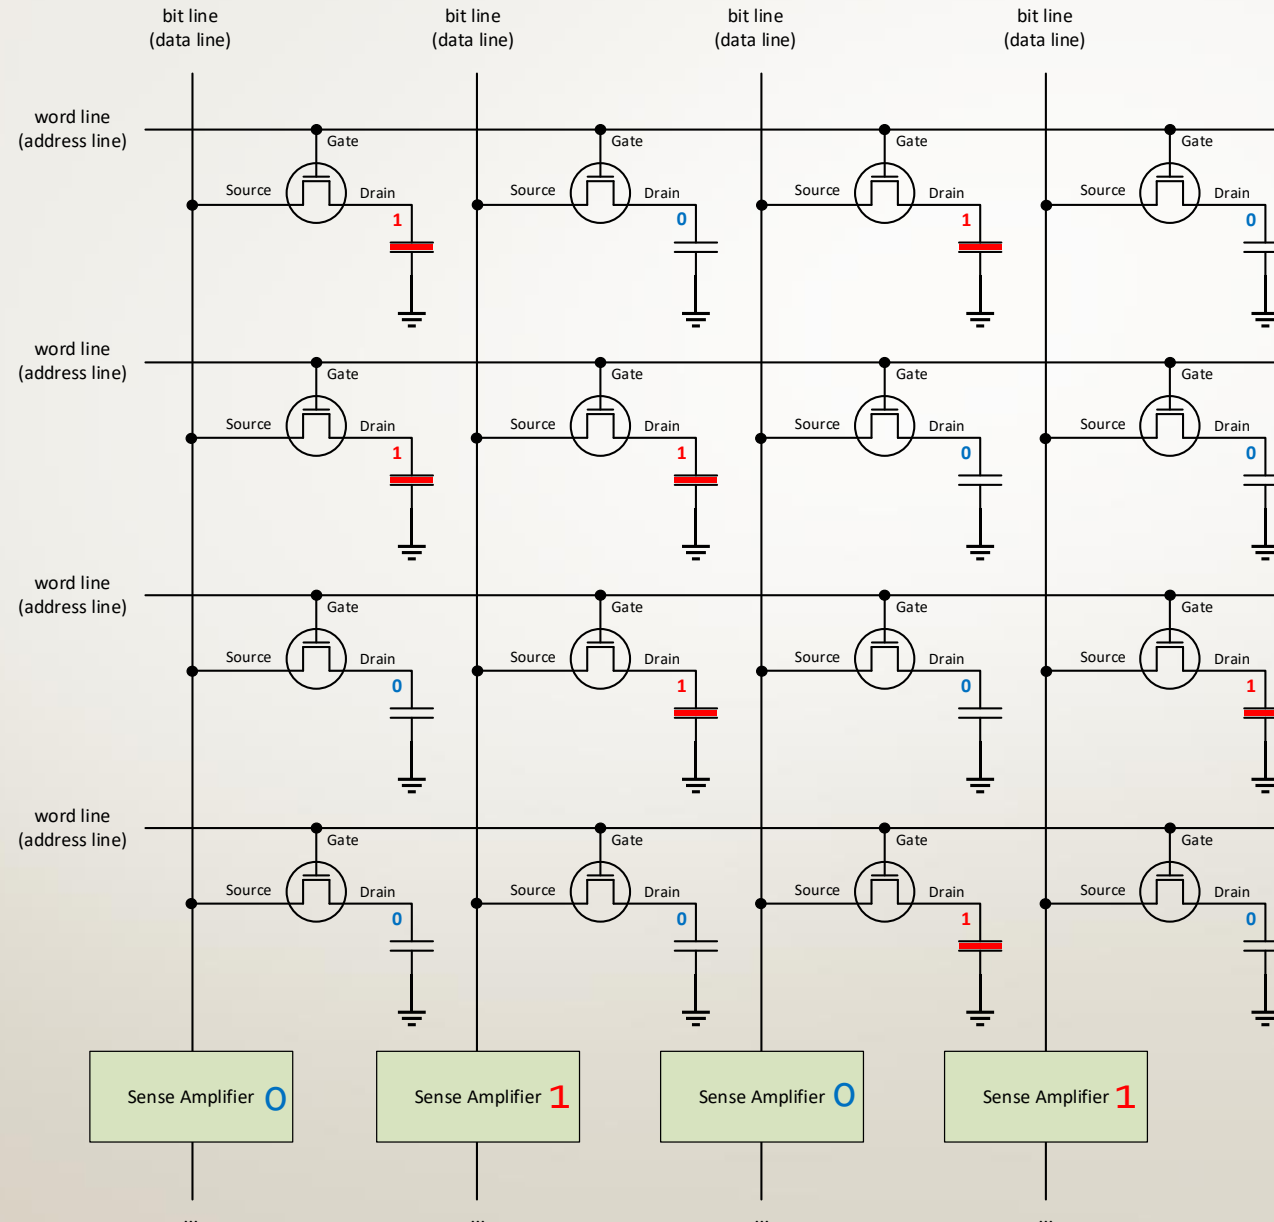 bit line bit line bit line bit line
(data line) (data line) (data line) (data line)
word line
(address line)
Gate Gate Gate Gate
Source Drain Source Drain Source Drain Source Drain
1 0 1 0
word line
(address line)
Gate Gate Gate Gate
Source Drain Source Drain Source Drain Source Drain
1 1 0 0
word line
(address line)
Gate Gate Gate Gate
Source Drain Source Drain Source Drain Source Drain
0 1 0 1
word line
(address line)
Gate Gate Gate Gate
Source Drain Source Drain Source Drain Source Drain
0 0 1 0
Sense Amplifier 0 Sense Amplifier 1 Sense Amplifier 0 Sense Amplifier 1
... ... ... ...